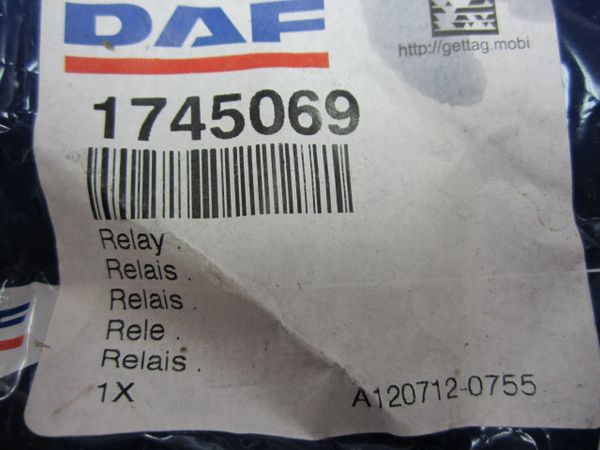 DAF
http://gettag.mobi
1745069
Relay .
Relais .
Relais .
Rele .
Relais .
1X
A120712-0755